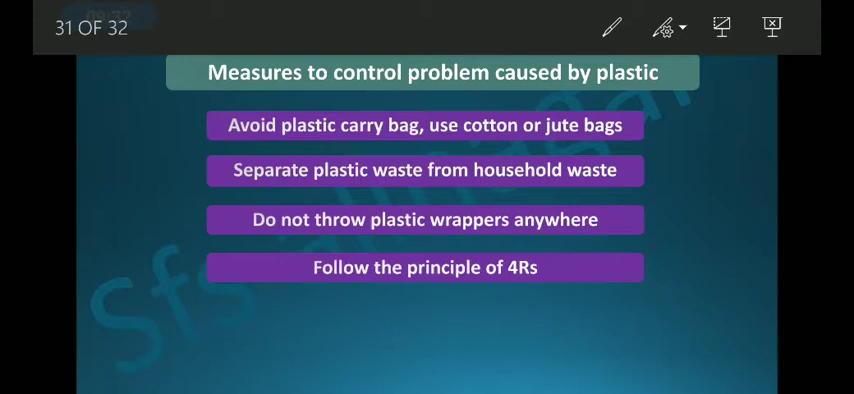 31 OF 32
Measures to control problem caused by plastic
Avoid plastic carry bag, use cotton or jute bags
Separate plastic waste from household waste
Do not throw plastic wrappers anywhere
Follow the principle of 4Rs